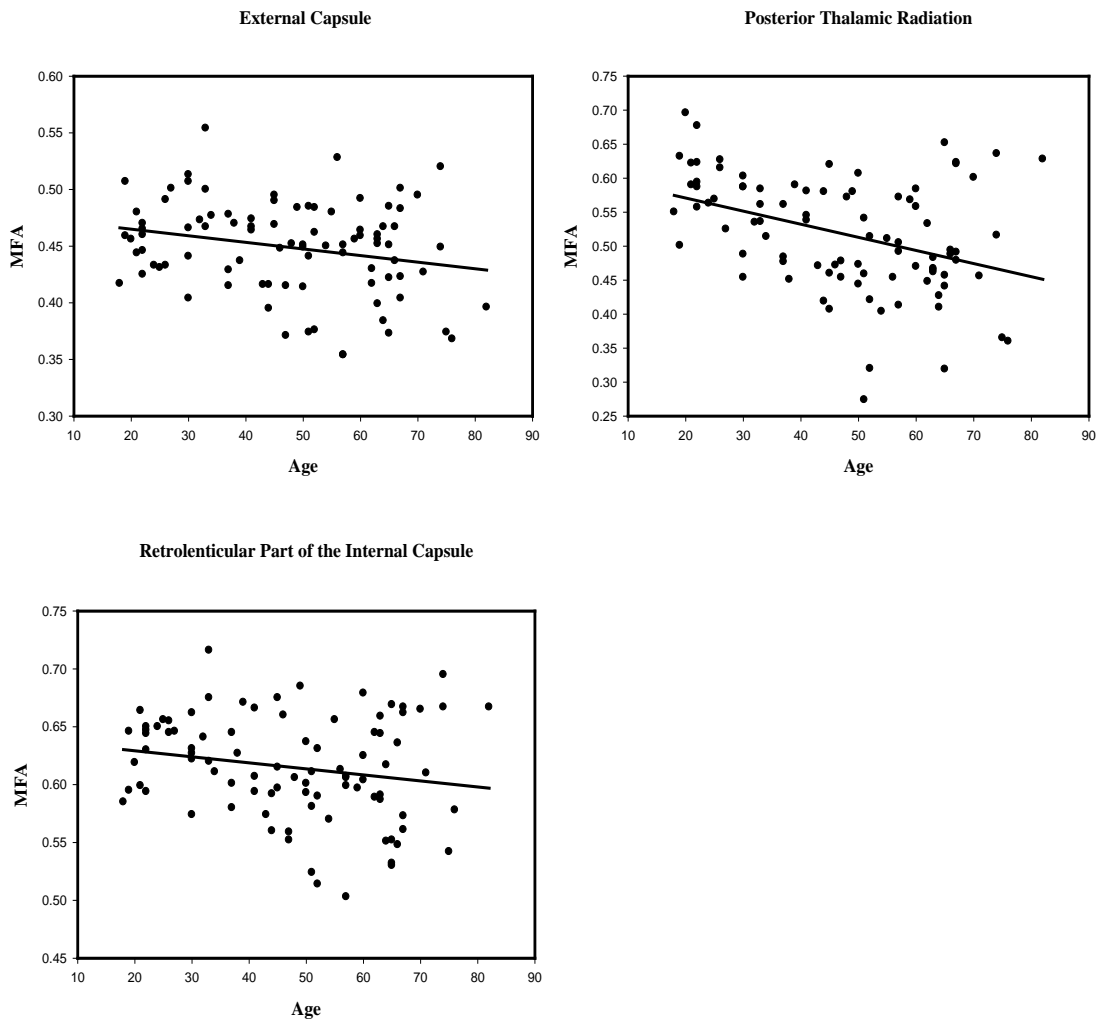 External Capsule
MFA
0.60
0.55
0.50
0.45
0.40
0.35
0.30
10 20 30 40 50 60 70 80 90
Age
Posterior Thalamic Radiation
MFA
0.75
0.70
0.65
0.60
0.55
0.50
0.45
0.40
0.35
0.30
0.25
10 20 30 40 50 60 70 80 90
Age
Retrolenticular Part of the Internal Capsule
MFA
0.75
0.70
0.65
0.60
0.55
0.50
0.45
10 20 30 40 50 60 70 80 90
Age